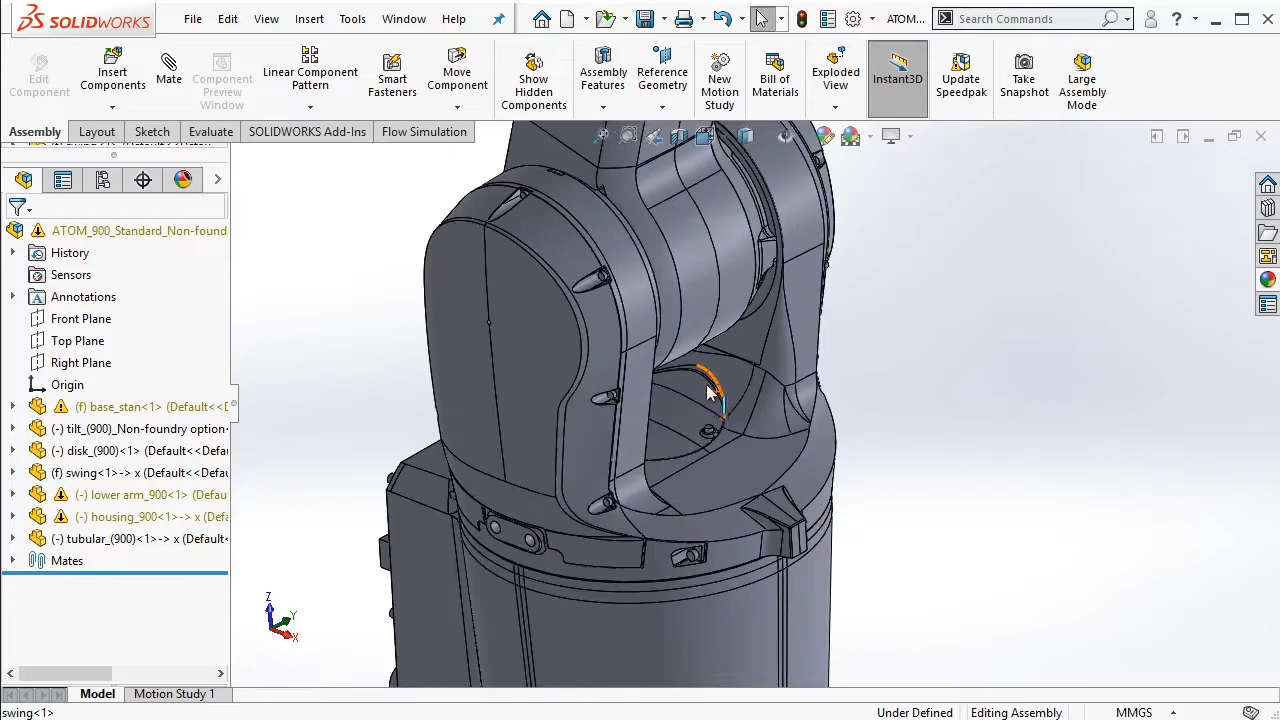 SOLIDWORKS
File
Edit
View
Insert
Tools
Window
Help
ATOM...
Search Commands
Edit
Component
Insert
Components
Mate
Component
Preview
Window
Linear Component
Pattern
Smart
Fasteners
Move
Component
Show
Hidden
Components
Assembly
Features
Reference
Geometry
New
Motion
Study
Bill of
Materials
Exploded
View
Instant3D
Update
Speedpak
Take
Snapshot
Large
Assembly
Mode
Assembly
Layout
Sketch
Evaluate
SOLIDWORKS Add-Ins
Flow Simulation
ATOM_900_Standard_Non-found
History
Sensors
Annotations
Front Plane
Top Plane
Right Plane
Origin
(f) base_stan<1> (Default<<D
(-) tilt_(900)_Non-foundry option
(-) disk_(900)<1> (Default<<Defa
(f) swing<1>-> x (Default<<Defau
(-) lower arm_900<1> (Defau
(-) housing_900<1>-> x (Defa
(-) tubular_(900)<1>-> x (Default<
Mates
Z
Y
X
Model
Motion Study 1
swing<1>
Under Defined
Editing Assembly
MMGS